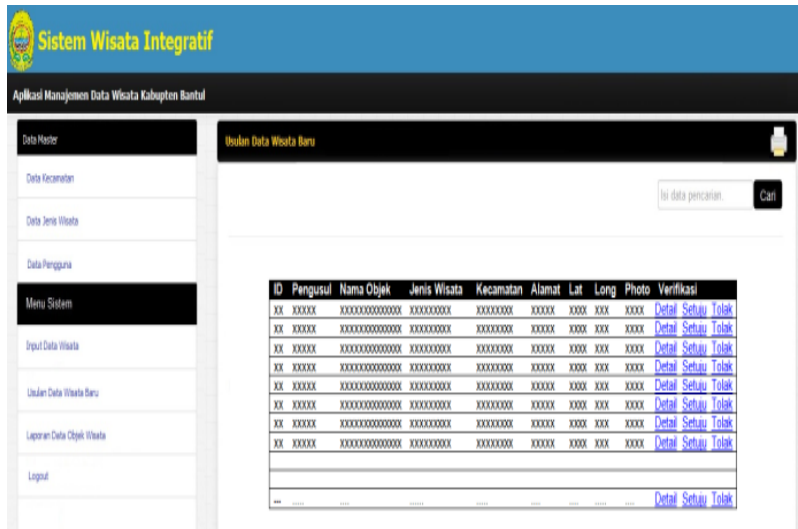 Sistem Wisata Integratif
Aplikasi Manajemen Data Wisata Kabupten Bantul
Data Master
Data Kecamatan
Data Jenis Wisata
Data Pengguna
Menu Sistem
Input Data Wisata
Usulan Data Wisata Baru
Laporan Data Objek Wisata
Logout
Usulan Data Wisata Baru
Isi data pencarian. Cari
ID Pengusul Nama Objek Jenis Wisata Kecamatan Alamat Lat Long Photo Verifikasi
XX XXXXX XXXXXXXXXXXXXX XXXXXXXXX XXXXXXXX XXXXX XXXX XXX XXXX Detail Setuju Tolak
XX XXXXX XXXXXXXXXXXXXX XXXXXXXXX XXXXXXXX XXXXX XXXX XXX XXXX Detail Setuju Tolak
XX XXXXX XXXXXXXXXXXXXX XXXXXXXXX XXXXXXXX XXXXX XXXX XXX XXXX Detail Setuju Tolak
XX XXXXX XXXXXXXXXXXXXX XXXXXXXXX XXXXXXXX XXXXX XXXX XXX XXXX Detail Setuju Tolak
XX XXXXX XXXXXXXXXXXXXX XXXXXXXXX XXXXXXXX XXXXX XXXX XXX XXXX Detail Setuju Tolak
XX XXXXX XXXXXXXXXXXXXX XXXXXXXXX XXXXXXXX XXXXX XXXX XXX XXXX Detail Setuju Tolak
XX XXXXX XXXXXXXXXXXXXX XXXXXXXXX XXXXXXXX XXXXX XXXX XXX XXXX Detail Setuju Tolak
XX XXXXX XXXXXXXXXXXXXX XXXXXXXXX XXXXXXXX XXXXX XXXX XXX XXXX Detail Setuju Tolak
... ..... .... ..... ..... .... .... .... .... Detail Setuju Tolak